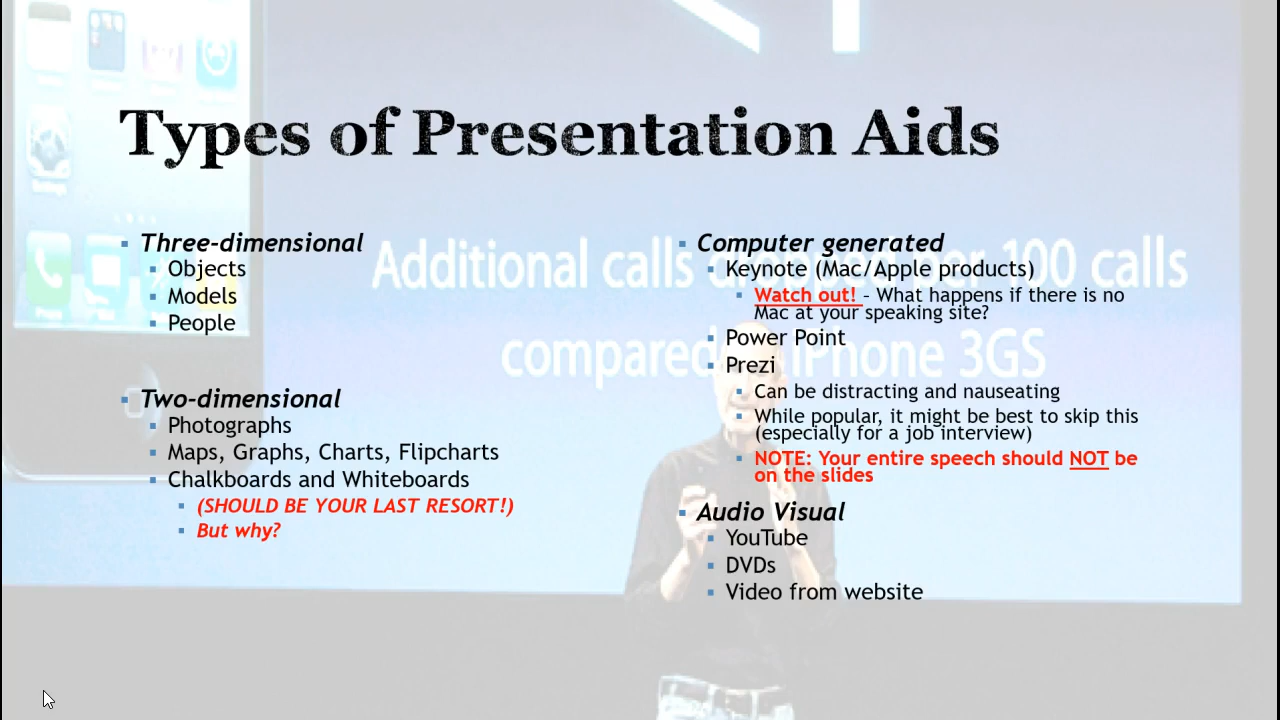 Types of Presentation Aids
Three-dimensional
Objects
Models
People
Two-dimensional
Photographs
Maps, Graphs, Charts, Flipcharts
Chalkboards and Whiteboards
(SHOULD BE YOUR LAST RESORT!)
But why?
Computer generated
Keynote (Mac/Apple products)
Watch out! – What happens if there is no
Mac at your speaking site?
Power Point
Prezi
Can be distracting and nauseating
While popular, it might be best to skip this
(especially for a job interview)
NOTE: Your entire speech should NOT be
on the slides
Audio Visual
YouTube
DVDs
Video from website
Additional calls dropped per 100 calls
compared iPhone 3GS